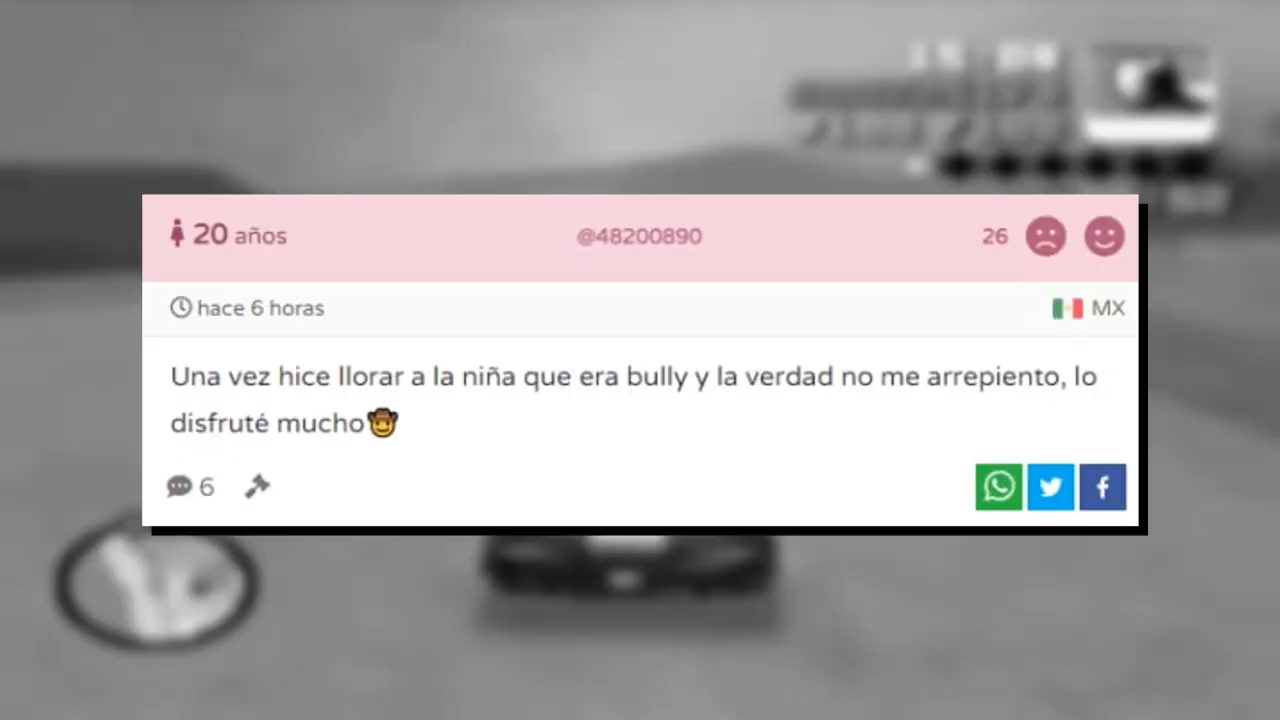 20 años @48200890 26
hace 6 horas MX
Una vez hice llorar a la niña que era bully y la verdad no me arrepiento, lo
disfruté mucho🤠
6